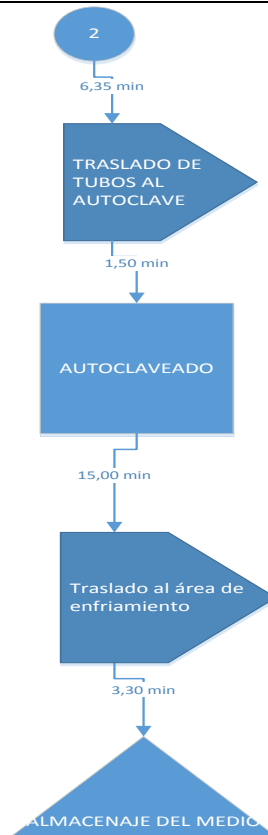 2
6,35 min
TRASLADO DE
TUBOS AL
AUTOCLAVE
1,50 min
AUTOCLAVEADO
15,00 min
Traslado al área de
enfriamiento
3,30 min
ALMACENAJE DEL MEDIO